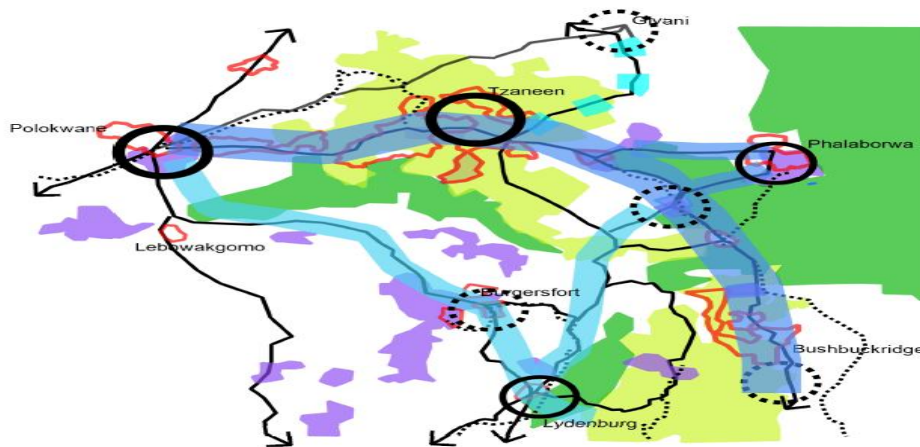 Giyani
Tzaneen
Polokwane
Phalaborwa
Lebowakgomo
Burgersfort
Bushbuckridge
Lydenburg